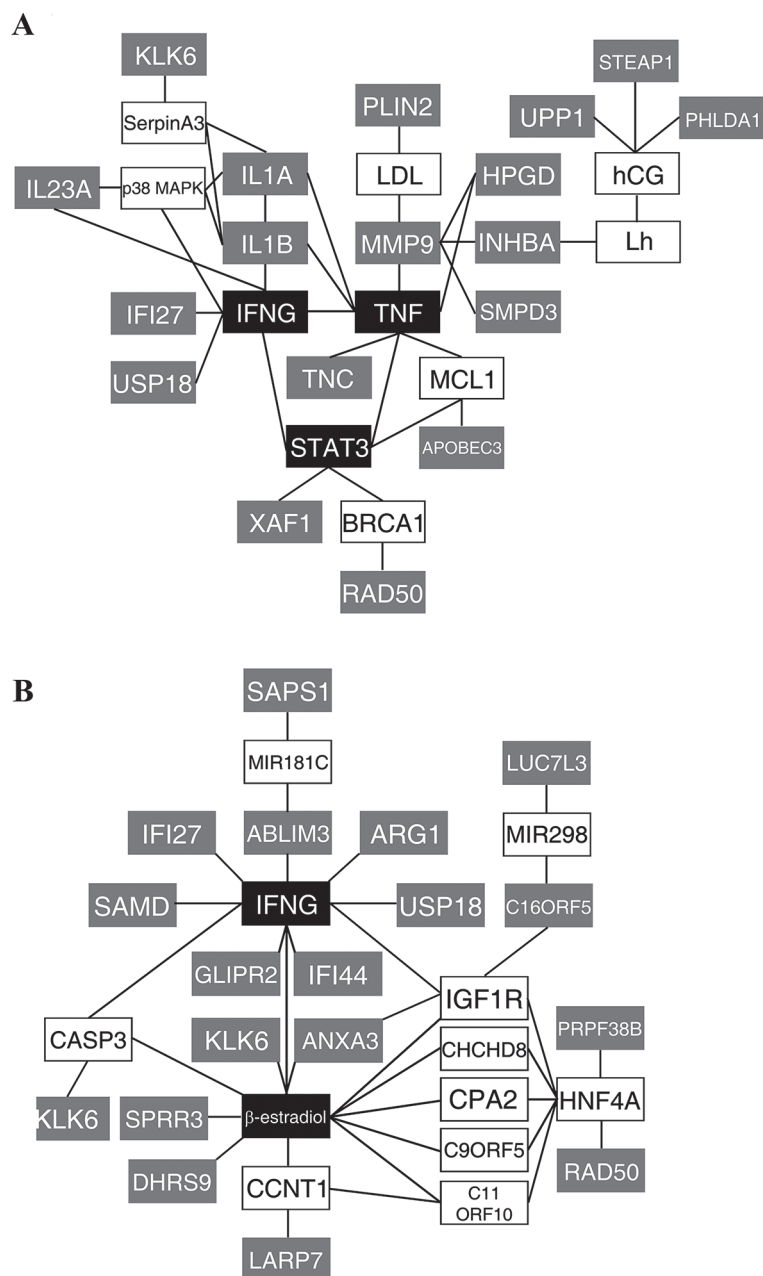 A
KLK6
STEAP1
SerpinA3
PLIN2
UPP1
PHLDA1
IL23A
p38 MAPK
IL1A
LDL
HPGD
hCG
IL1B
MMP9
INHBA
Lh
IFI27
IFNG
TNF
SMPD3
USP18
TNC
MCL1
STAT3
APOBEC3
XAF1
BRCA1
RAD50
B
SAPS1
MIR181C
LUC7L3
IFI27
ABLIM3
ARG1
MIR298
SAMD
IFNG
USP18
C16ORF5
GLIPR2
IFI44
IGF1R
CASP3
KLK6
ANXA3
CHCHD8
PRPF38B
KLK6
SPRR3
β-estradiol
CPA2
HNF4A
C9ORF5
DHRS9
CCNT1
C11
ORF10
RAD50
LARP7